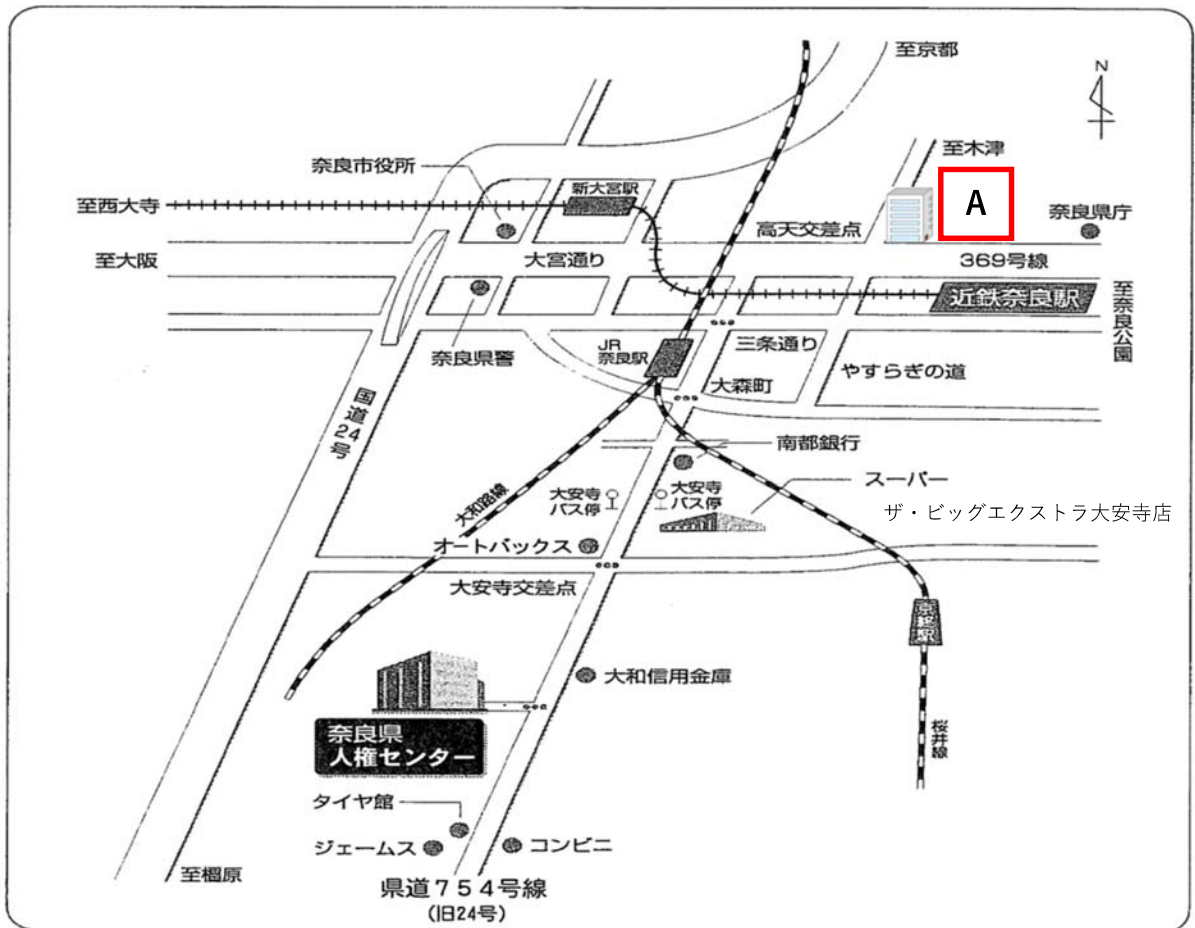 至京都
N
至木津
奈良市役所
新大宮駅
A
至西大寺
高天交差点
奈良県庁
至大阪
大宮通り
369号線
近鉄奈良駅
至奈良公園
奈良県警
JR
奈良駅
三条通り
大森町
やすらぎの道
国道24号
南都銀行
大和路線
大安寺
バス停
大安寺
バス停
スーパー
ザ・ビッグエクストラ大安寺店
オートバックス
大安寺交差点
京終駅
大和信用金庫
奈良県
人権センター
桜井線
タイヤ館
ジェームス
コンビニ
至橿原
県道754号線
(旧24号)